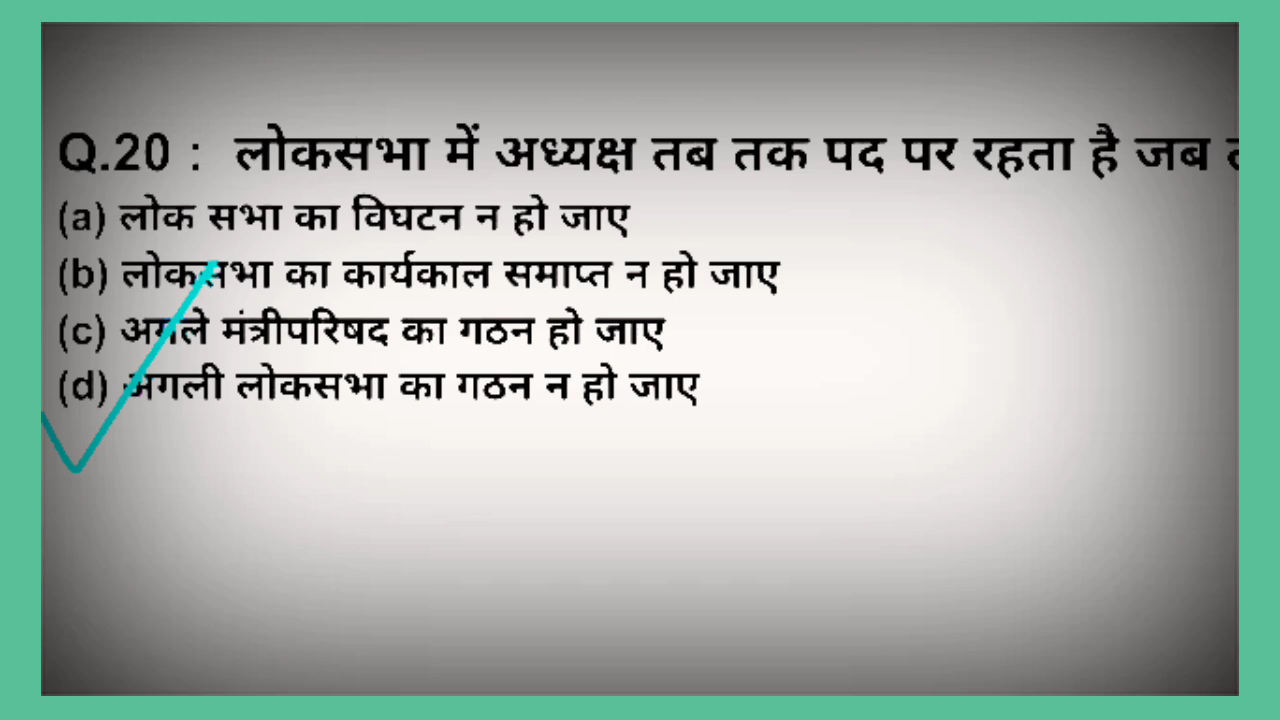 Q.20 : लोकसभा में अध्यक्ष तब तक पद पर रहता है जब
(a) लोक सभा का विघटन न हो जाए
(b) लोकसभा का कार्यकाल समाप्त न हो जाए
(c) अगले मंत्रीपरिषद का गठन हो जाए
(d) अगली लोकसभा का गठन न हो जाए